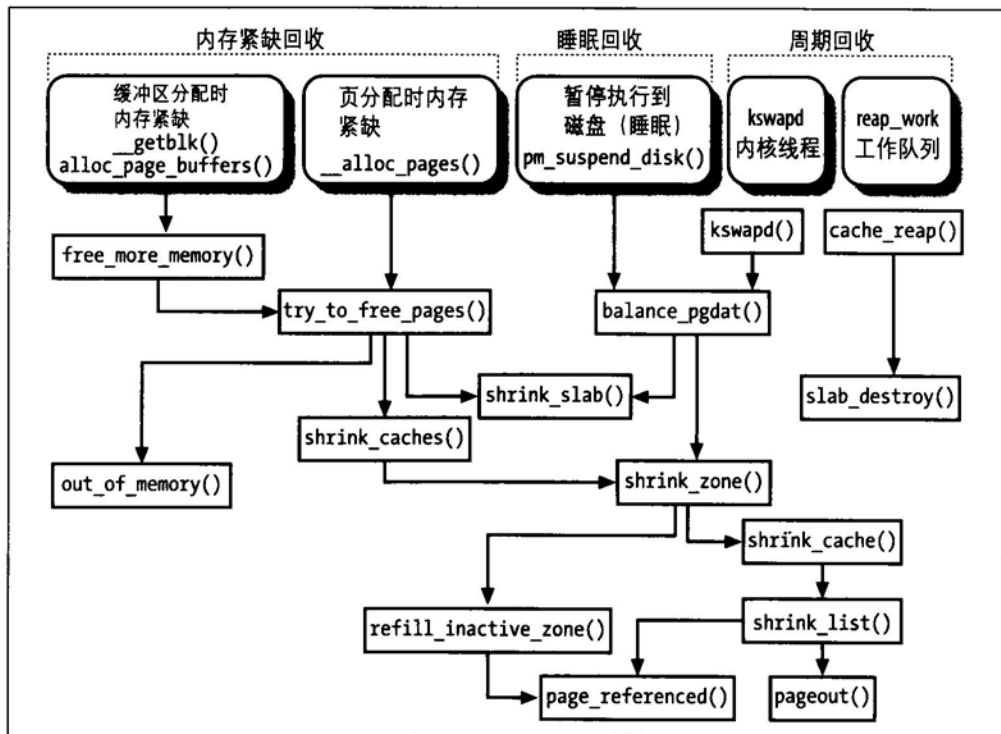 内存紧缺回收
睡眠回收
周期回收
缓冲区分配时
内存紧缺
__getblk()
alloc_page_buffers()
页分配时内存
紧缺
__alloc_pages()
暂停执行到
磁盘（睡眠）
pm_suspend_disk()
kswapd
内核线程
reap_work
工作队列
free_more_memory()
kswapd()
cache_reap()
try_to_free_pages()
balance_pgdat()
shrink_slab()
slab_destroy()
shrink_caches()
out_of_memory()
shrink_zone()
shrink_cache()
refill_inactive_zone()
shrink_list()
page_referenced()
pageout()